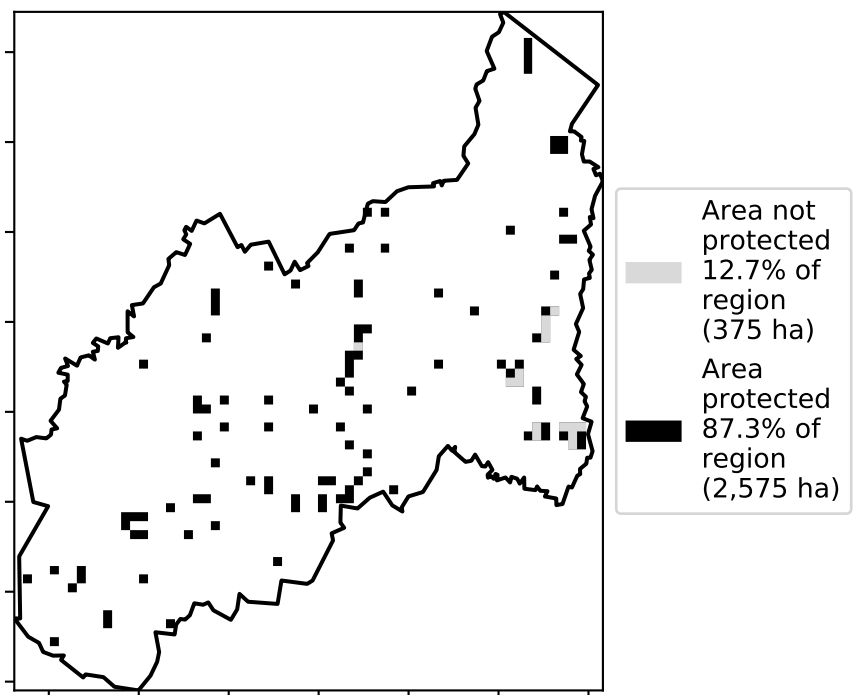 Area not
protected
12.7% of
region
(375 ha)
Area
protected
87.3% of
region
(2,575 ha)